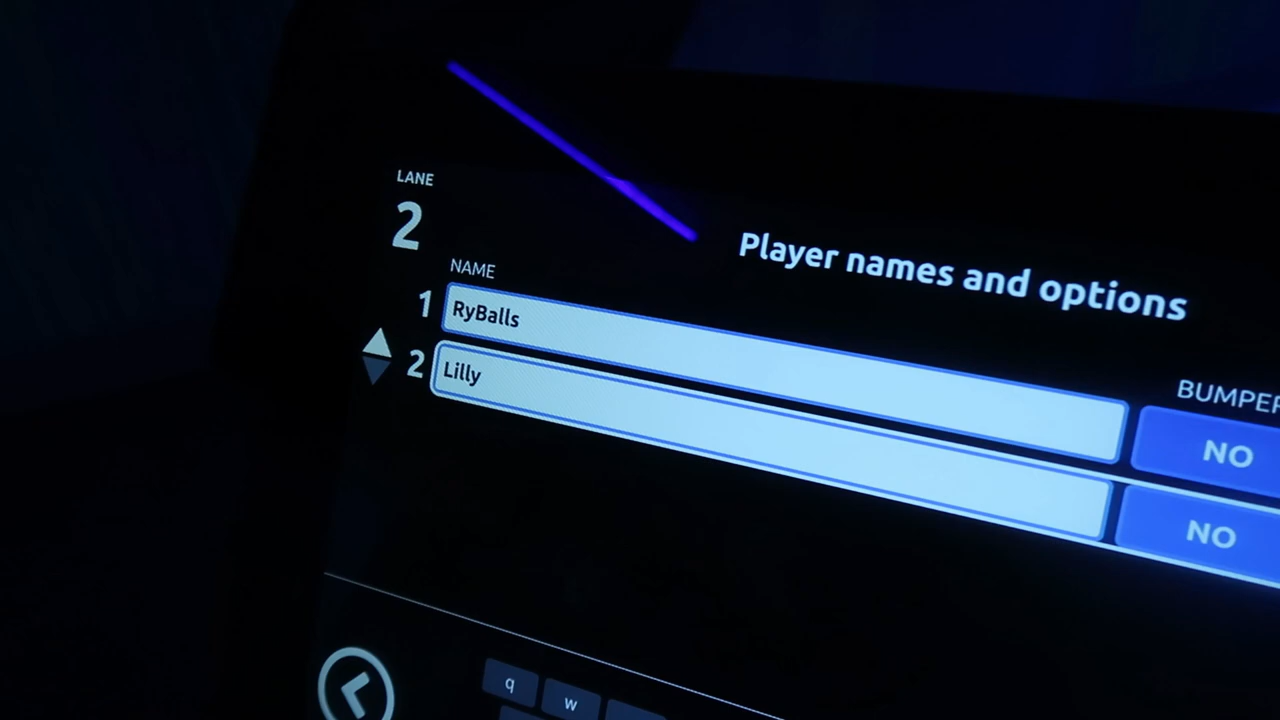 LANE
2
Player names and options
NAME
BUMPER
1 RyBalls NO
2 Lilly NO
q w